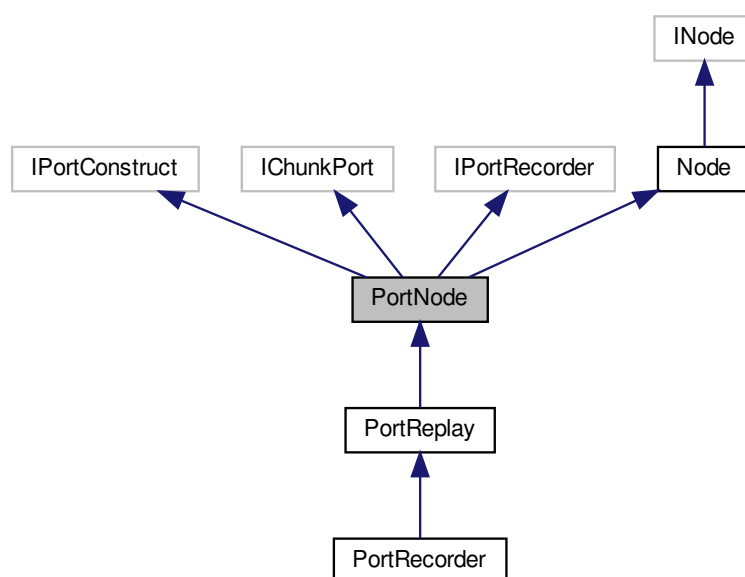 INode
IPortConstruct
IChunkPort
IPortRecorder
Node
PortNode
PortReplay
PortRecorder